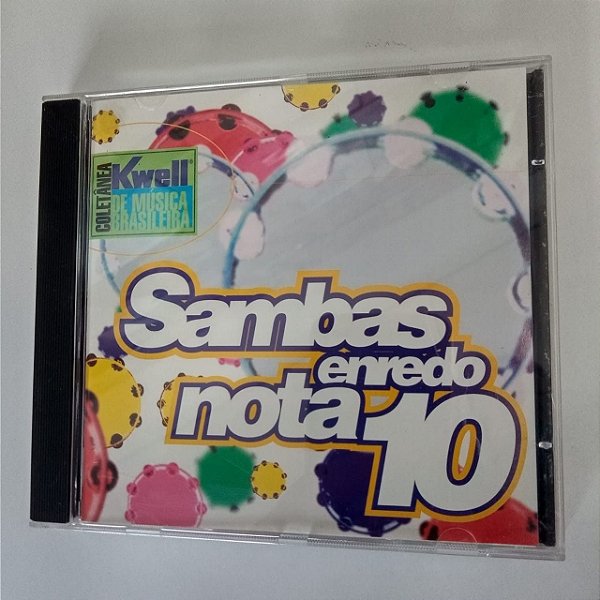 COLETÂNEA
Kwell®
DE MÚSICA
BRASILEIRA
Sambas
enredo
nota 10